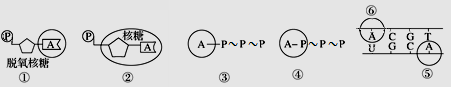 ⑥
P A 脱氧核糖 ①
P 核糖 A ②
A—P~P~P ③
A-P~P~P ④
A C G T
U G C A
⑤